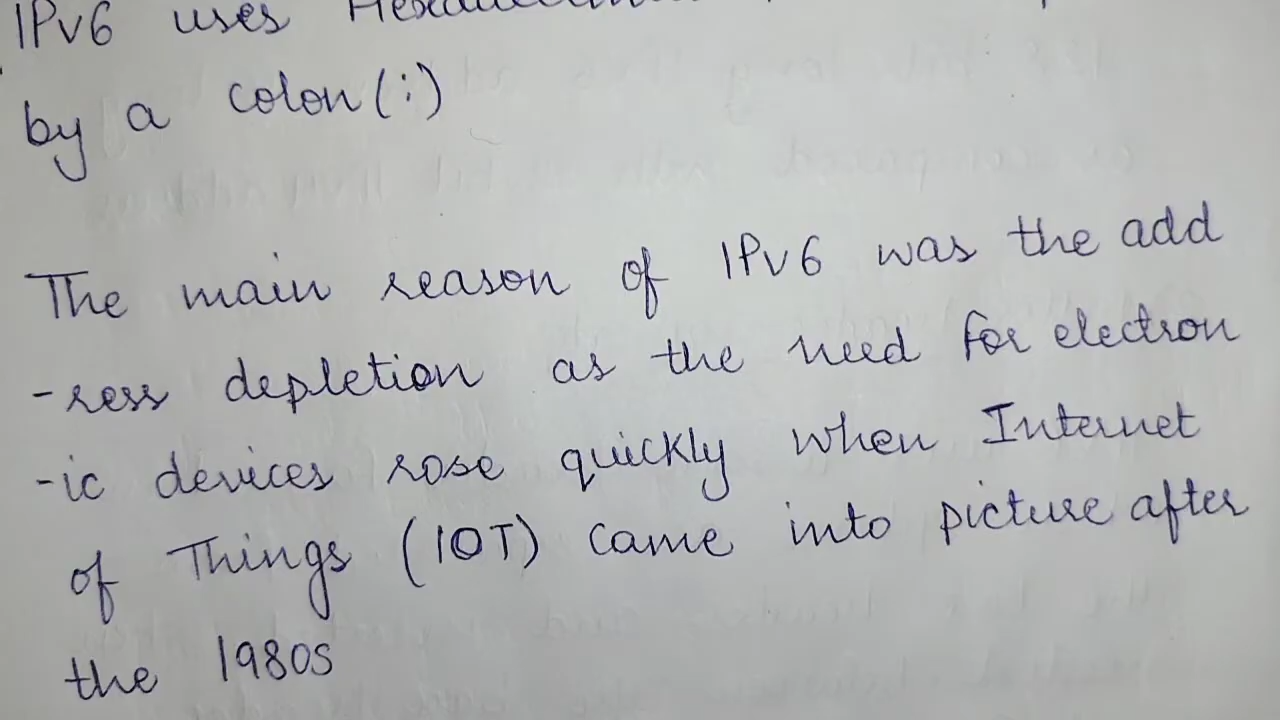 IPv6 uses
by a colon(:)
The main reason of IPv6 was the add
-ress depletion as the need for electron
-ic devices rose quickly when Internet
of Things (IOT) came into picture after
the 1980s